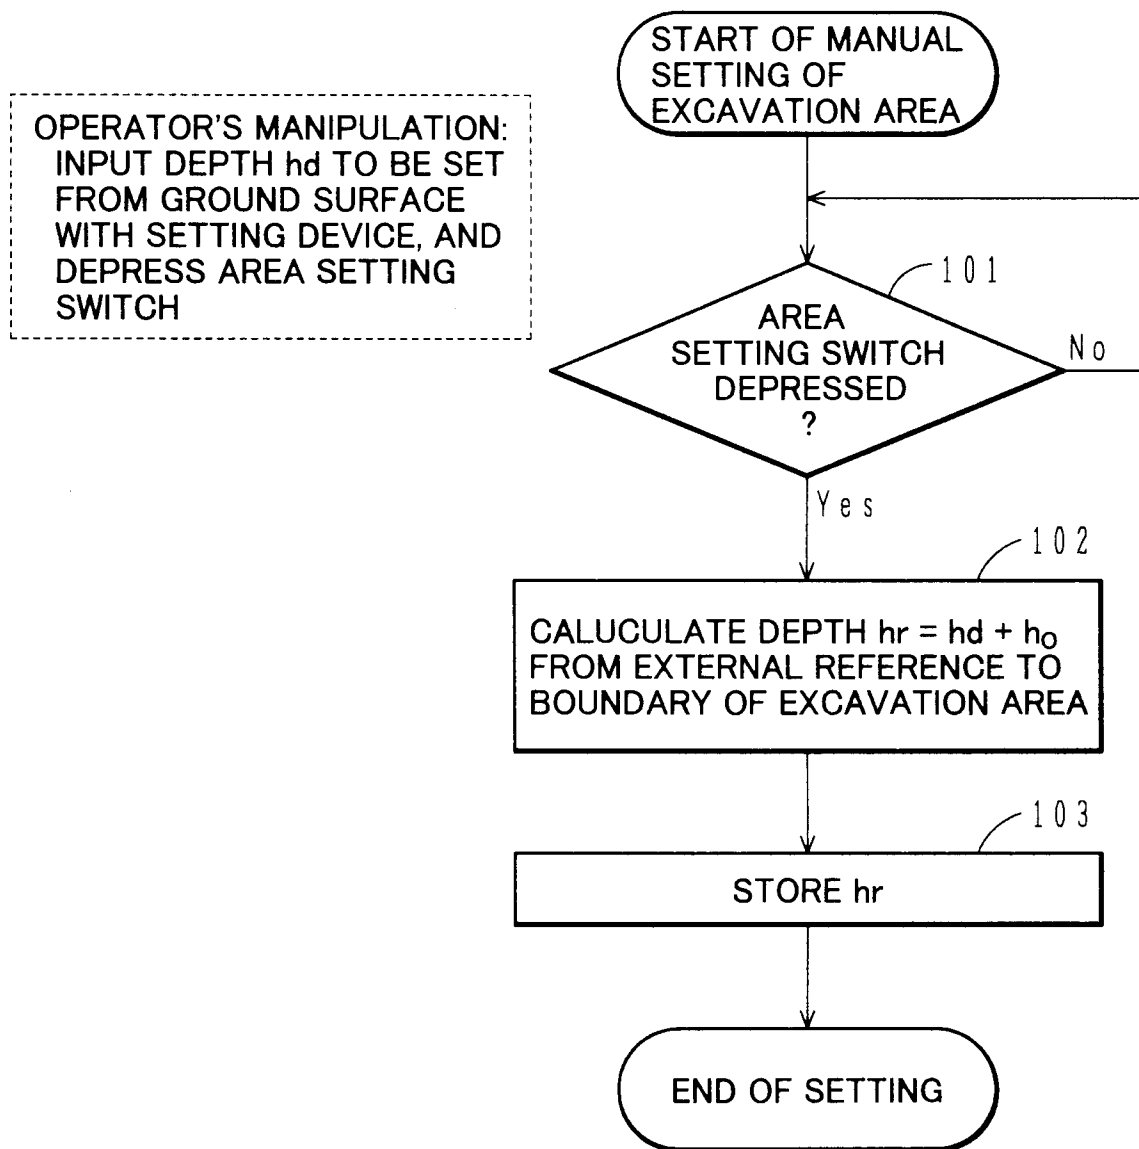 START OF MANUAL
SETTING OF
EXCAVATION AREA
OPERATOR'S MANIPULATION:
INPUT DEPTH hd TO BE SET
FROM GROUND SURFACE
WITH SETTING DEVICE, AND
DEPRESS AREA SETTING
SWITCH
101
AREA
SETTING SWITCH
DEPRESSED
?
No
Yes
102
CALUCULATE DEPTH hr = hd + h₀
FROM EXTERNAL REFERENCE TO
BOUNDARY OF EXCAVATION AREA
103
STORE hr
END OF SETTING